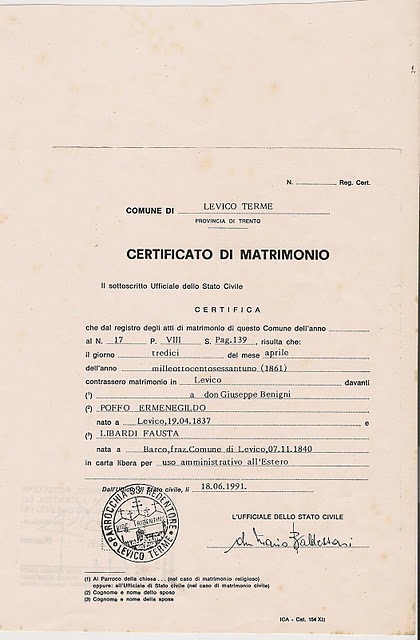 N. Reg. Cert.
COMUNE DI LEVICO TERME
PROVINCIA DI TRENTO
CERTIFICATO DI MATRIMONIO
Il sottoscritto Ufficiale dello Stato Civile
CERTIFICA
che dal registro degli atti di matrimonio di questo Comune dell'anno
al N. 17 P. VIII S. Pag.139, risulta che:
il giorno tredici del mese aprile
dell'anno milleottocentosessantuno (1861)
contrassero matrimonio in Levico davanti
(¹) a don Giuseppe Benigni
(²) POFFO ERMENEGILDO
nato a Levico,19.04.1837 e
(³) LIBARDI FAUSTA
nata a Barco,fraz.Comune di Levico,07.11.1840
in carta libera per uso amministrativo all'Estero
Dall'Ufficio di Stato civile, li 18.06.1991.
PARROCCHIA SS. REDENTORE
LEVICO TERME
L'UFFICIALE DELLO STATO CIVILE
(1) Al Parroco della chiesa . . . (nel caso di matrimonio religioso)
oppure: all'Ufficiale di Stato civile (nel caso di matrimonio civile)
(2) Cognome e nome dello sposo
(3) Cognome e nome della sposa
ICA - Cat. 154 XII